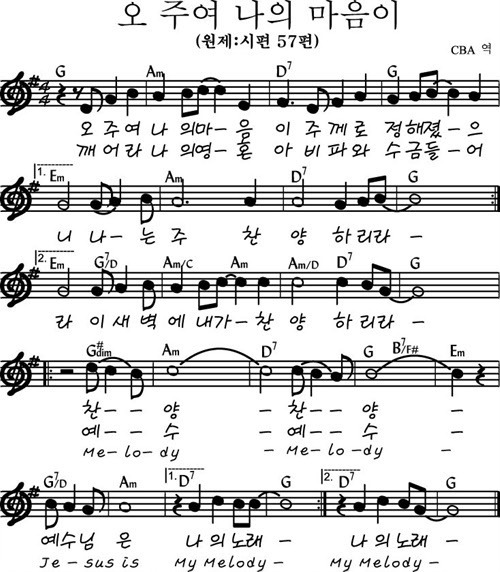 오 주여 나의 마음이
(원제:시편 57편)
CBA 역
G Am D7 G
4/4
오 주여 나 의마–음 이 주께로 정해졌–으
깨 어라 나 의영–혼 아 비파와 수금들–어
1. Em Am D7 G
니 나–는 주 찬 양 하 리라–
2. Em G7/D Am/C Am Am/D D7 G
라 이새 벽 에 내가–찬 양 하 리라–
G#dim Am D7 G B7/F# Em
찬–– 양 – 찬–– 양 –
예–– 수 – 예–– 수 –
Me–lo–dy – Me–lo–dy –
G7/D Am 1. D7 G 2. D7 G
예수님 은 나 의노래– 나 의노래–
Je–sus is My Melody– My Melody–